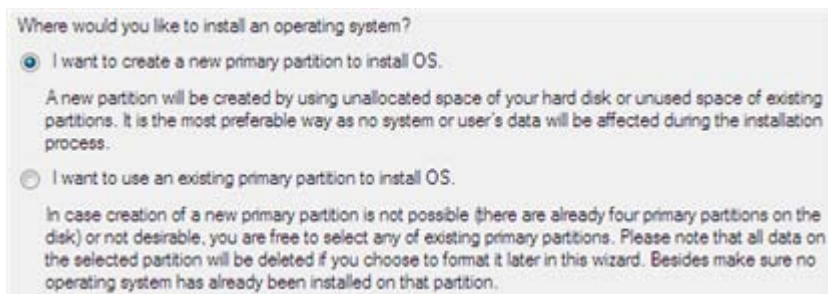 Where would you like to install an operating system?
I want to create a new primary partition to install OS.
A new partition will be created by using unallocated space of your hard disk or unused space of existing
partitions. It is the most preferable way as no system or user's data will be affected during the installation
process.
I want to use an existing primary partition to install OS.
In case creation of a new primary partition is not possible (there are already four primary partitions on the
disk) or not desirable, you are free to select any of existing primary partitions. Please note that all data on
the selected partition will be deleted if you choose to format it later in this wizard. Besides make sure no
operating system has already been installed on that partition.